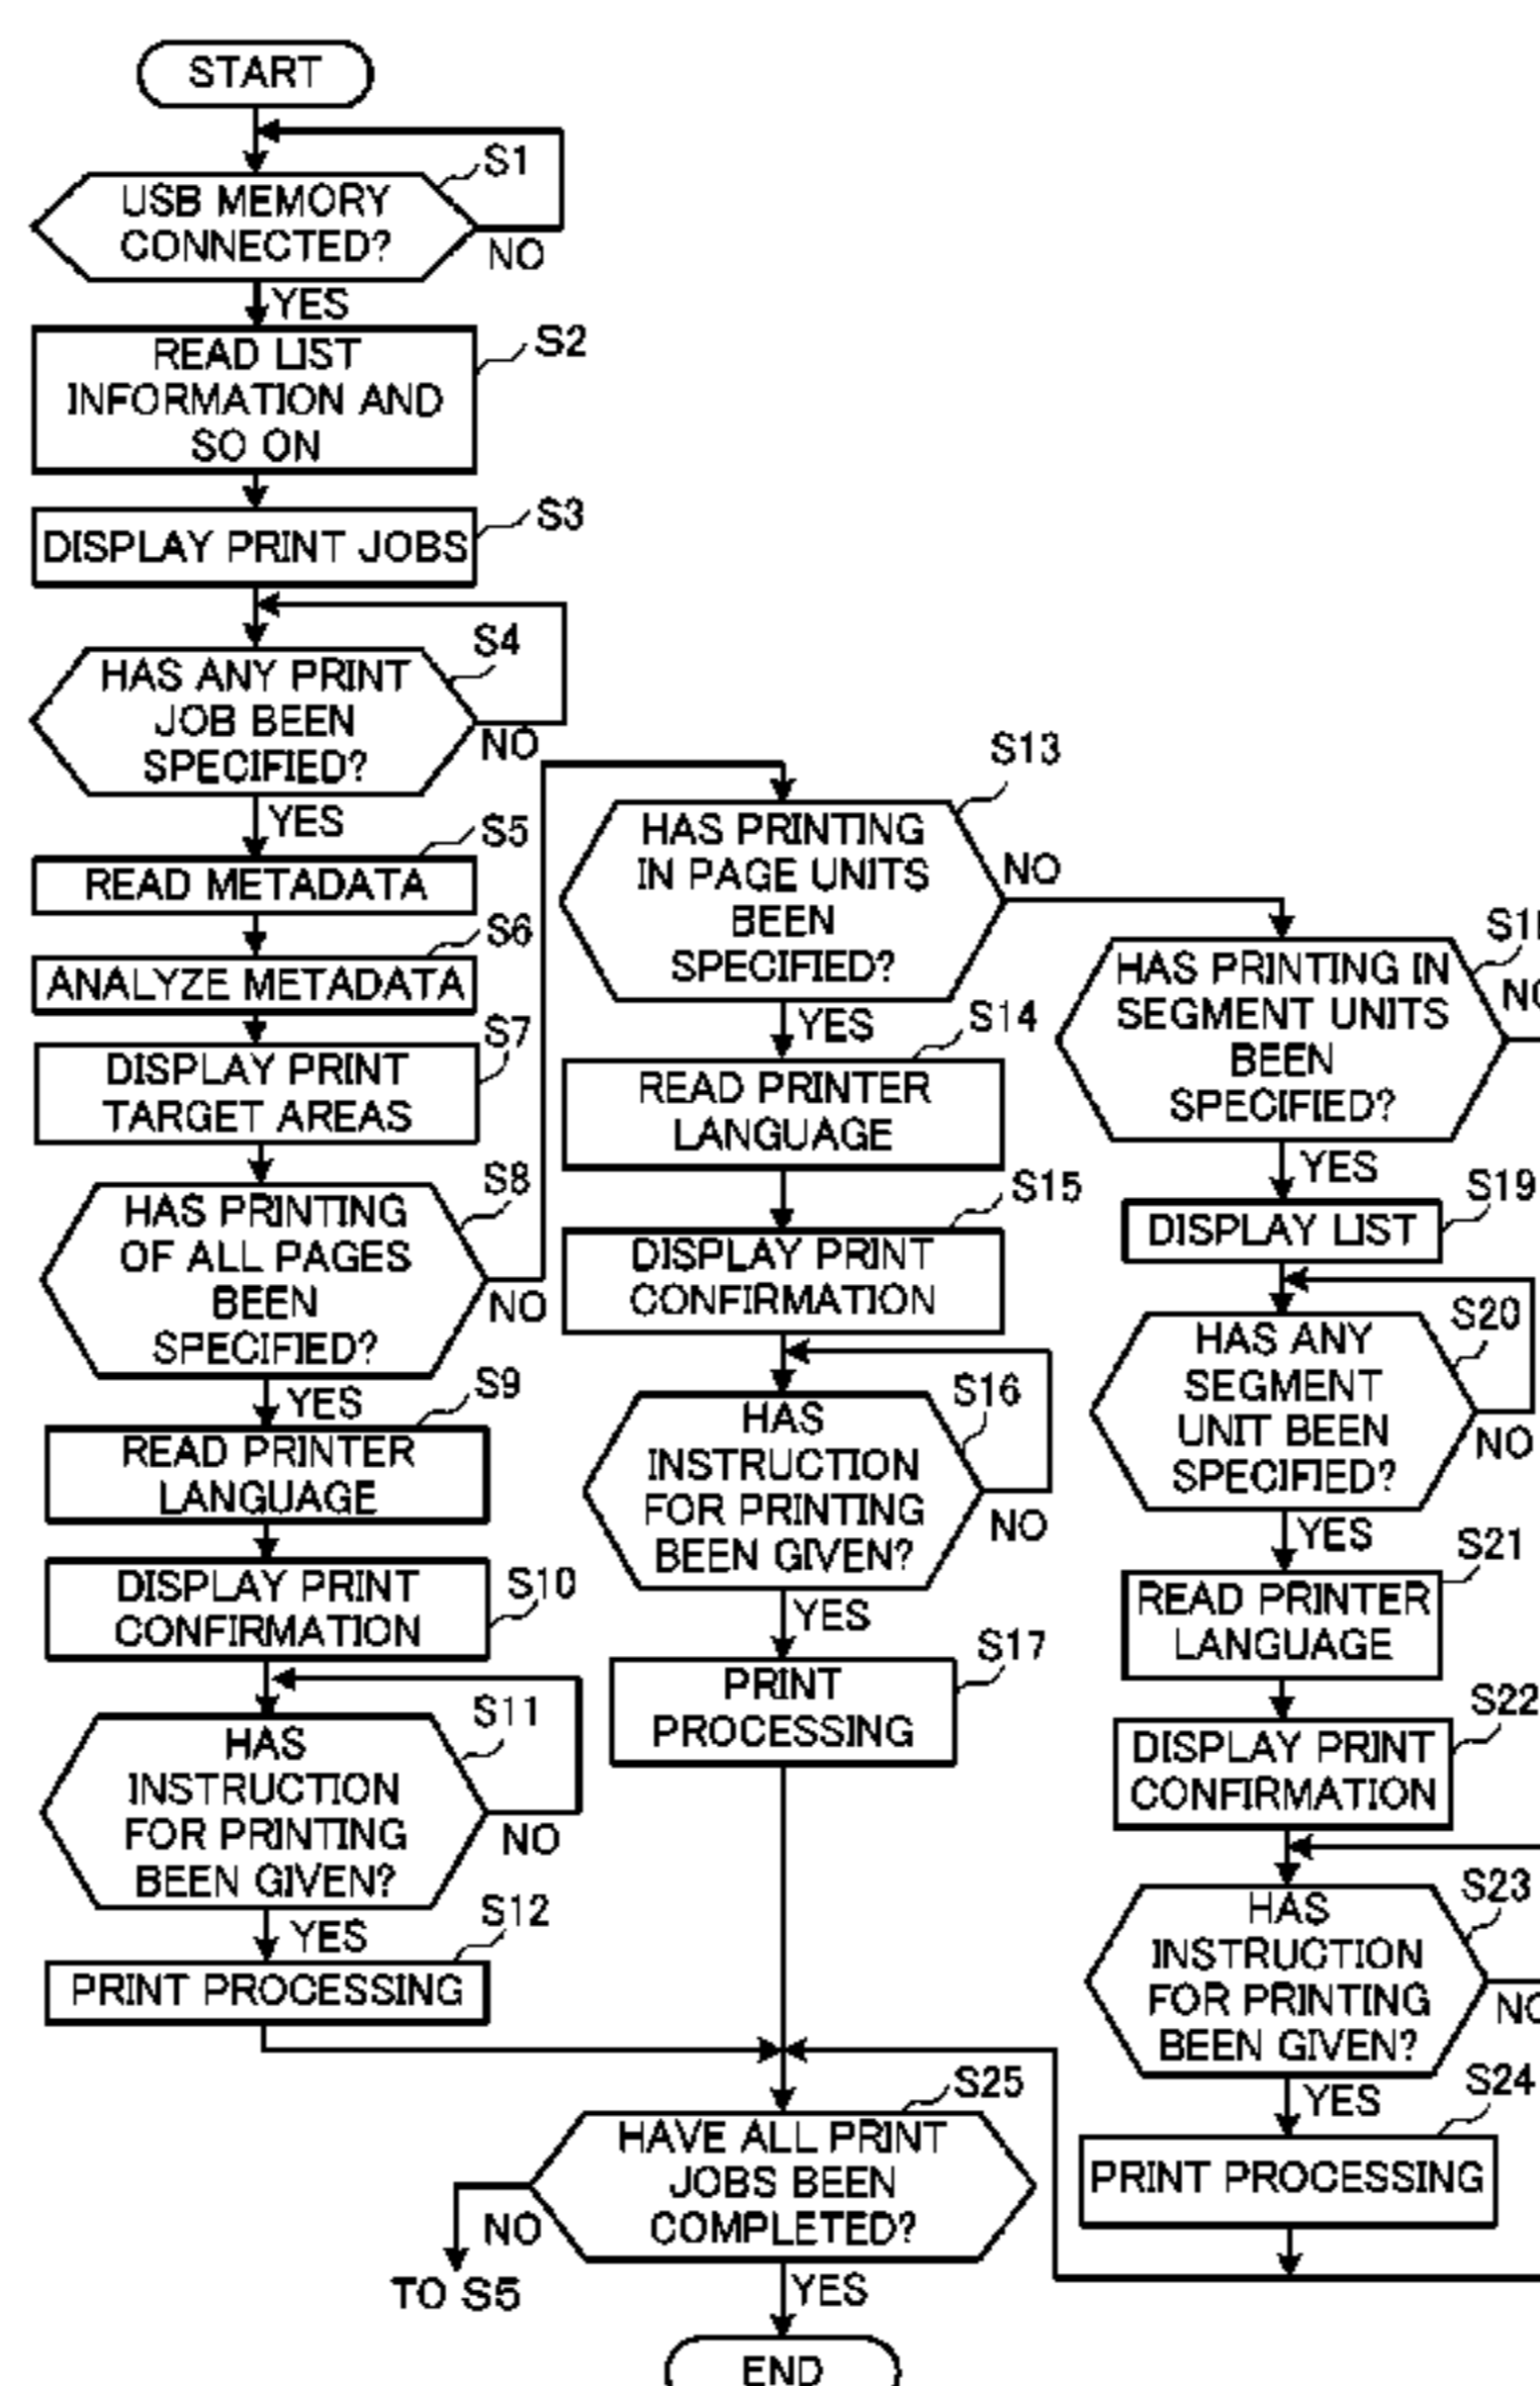 START
S1
USB MEMORY
CONNECTED?
NO
YES
S2
READ LIST
INFORMATION AND
SO ON
S3
DISPLAY PRINT JOBS
S4
HAS ANY PRINT
JOB BEEN
SPECIFIED?
NO
YES
S5
READ METADATA
S6
ANALYZE METADATA
S7
DISPLAY PRINT
TARGET AREAS
S8
HAS PRINTING
OF ALL PAGES
BEEN
SPECIFIED?
NO
YES
S9
READ PRINTER
LANGUAGE
S10
DISPLAY PRINT
CONFIRMATION
S11
HAS
INSTRUCTION
FOR PRINTING
BEEN GIVEN?
NO
YES
S12
PRINT PROCESSING
S13
HAS PRINTING
IN PAGE UNITS
BEEN
SPECIFIED?
NO
YES
S14
READ PRINTER
LANGUAGE
S15
DISPLAY PRINT
CONFIRMATION
S16
HAS
INSTRUCTION
FOR PRINTING
BEEN GIVEN?
NO
YES
S17
PRINT
PROCESSING
HAS PRINTING IN
SEGMENT UNITS
BEEN
SPECIFIED?
NO
YES
S19
DISPLAY LIST
S20
HAS ANY
SEGMENT
UNIT BEEN
SPECIFIED?
NO
YES
S21
READ PRINTER
LANGUAGE
S22
DISPLAY PRINT
CONFIRMATION
S23
HAS
INSTRUCTION
FOR PRINTING
BEEN GIVEN?
NO
YES
S24
PRINT PROCESSING
S25
HAVE ALL PRINT
JOBS BEEN
COMPLETED?
NO
TO S5
YES
END